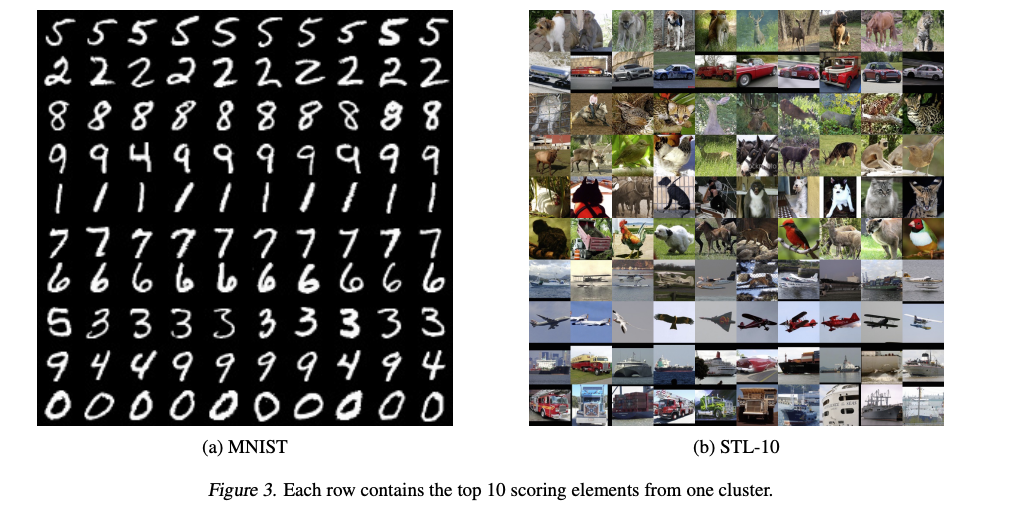 5 5 5 5 5 5 5 5 5 5
2 2 2 2 2 2 2 2 2 2
8 8 8 8 8 8 8 8 8 8
9 9 4 9 9 9 9 9 9 9
1 1 1 1 1 1 1 1 1 1
7 7 7 7 7 7 7 7 7 7
6 6 6 6 6 6 6 6 6 6
5 3 3 3 3 3 3 3 3 3
9 4 4 9 9 9 9 4 9 4
0 0 0 0 0 0 0 0 0 0
(a) MNIST
(b) STL-10
Figure 3. Each row contains the top 10 scoring elements from one cluster.